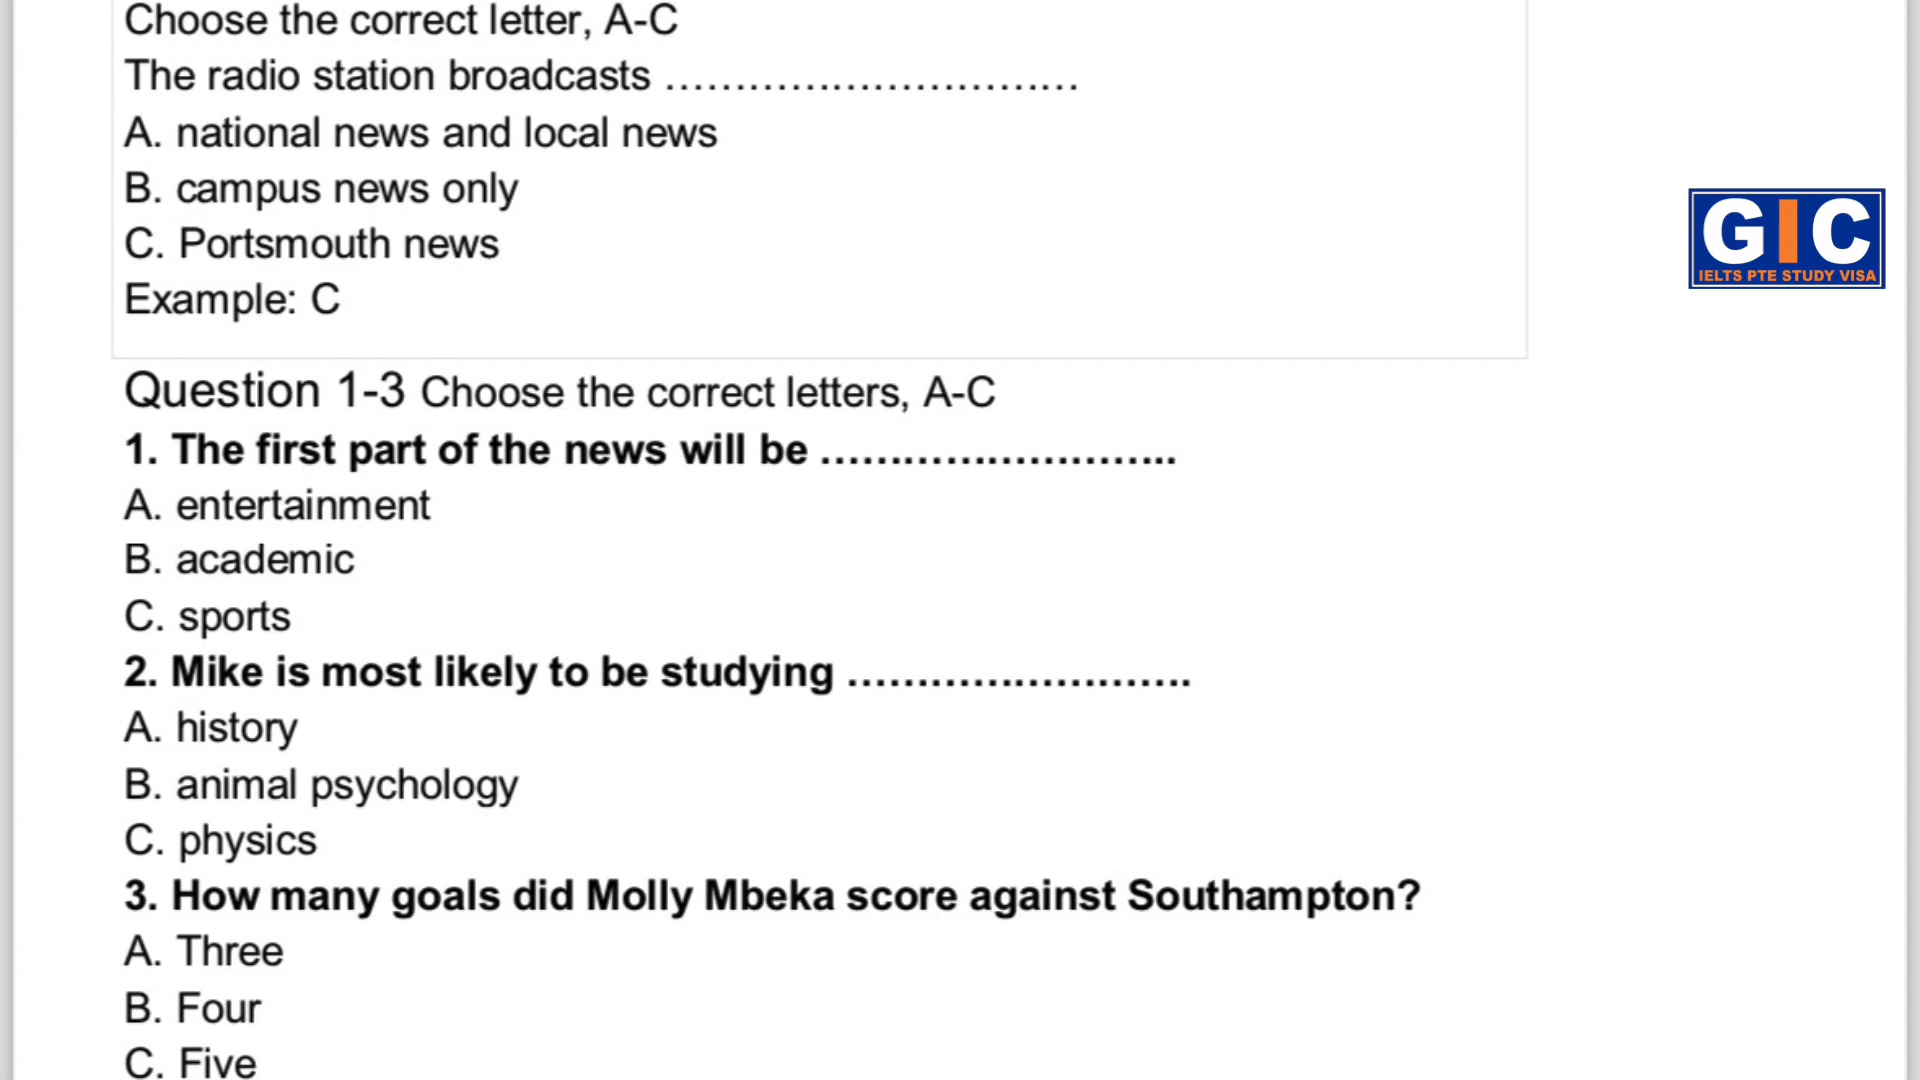 Choose the correct letter, A-C
The radio station broadcasts ..............................
A. national news and local news
B. campus news only
C. Portsmouth news
Example: C
GIC
IELTS PTE STUDY VISA
Question 1-3 Choose the correct letters, A-C
1. The first part of the news will be ..........................
A. entertainment
B. academic
C. sports
2. Mike is most likely to be studying .........................
A. history
B. animal psychology
C. physics
3. How many goals did Molly Mbeka score against Southampton?
A. Three
B. Four
C. Five